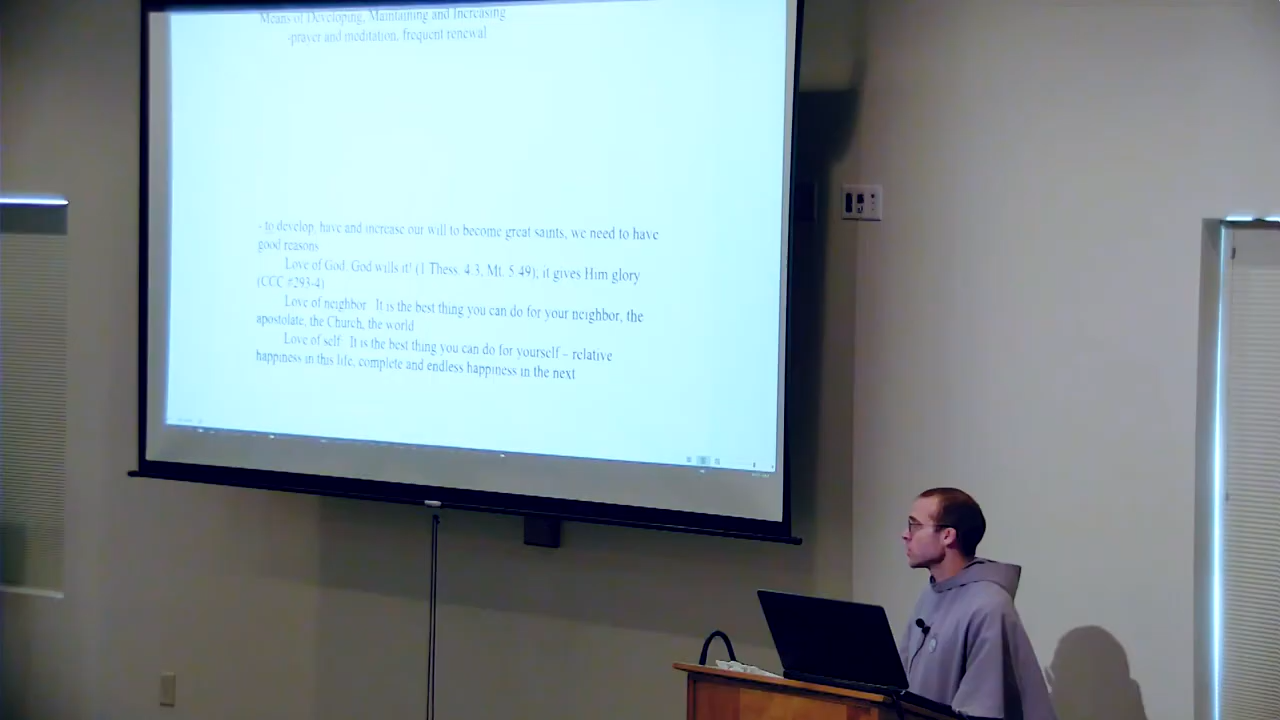 Means of Developing, Maintaining and Increasing
-prayer and meditation, frequent renewal
- to develop, have and increase our will to become great saints, we need to have
good reasons
Love of God: God wills it! (1 Thess. 4:3, Mt. 5:49); it gives Him glory
(CCC #293-4)
Love of neighbor: It is the best thing you can do for your neighbor, the
apostolate, the Church, the world
Love of self: It is the best thing you can do for yourself – relative
happiness in this life, complete and endless happiness in the next